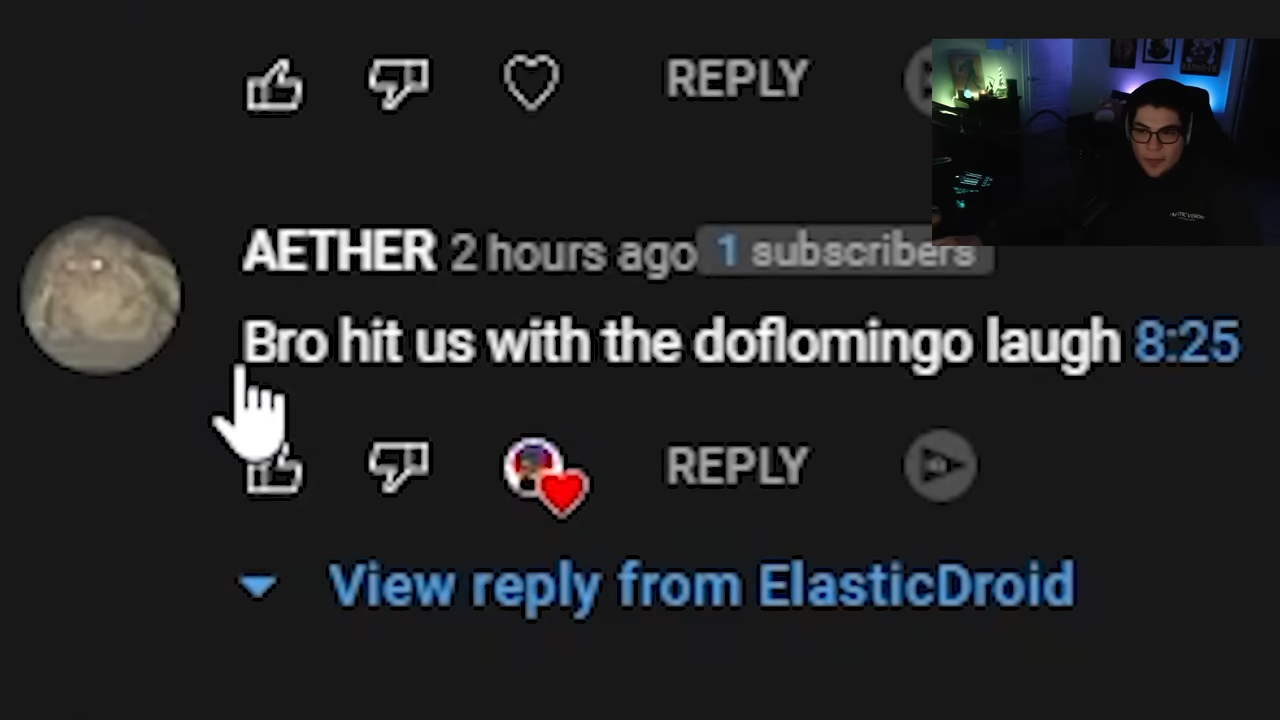 REPLY
AETHER 2 hours ago 1 subscribers
Bro hit us with the doflomingo laugh 8:25
REPLY
View reply from ElasticDroid